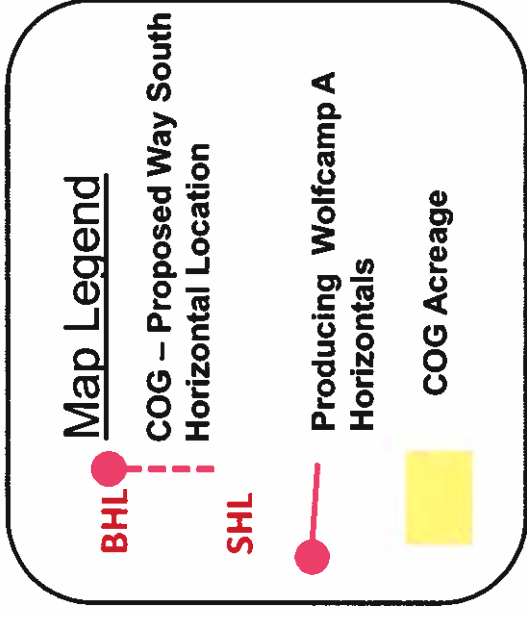 Map Legend
BHL
COG – Proposed Way South
Horizontal Location
SHL
Producing Wolfcamp A
Horizontals
COG Acreage